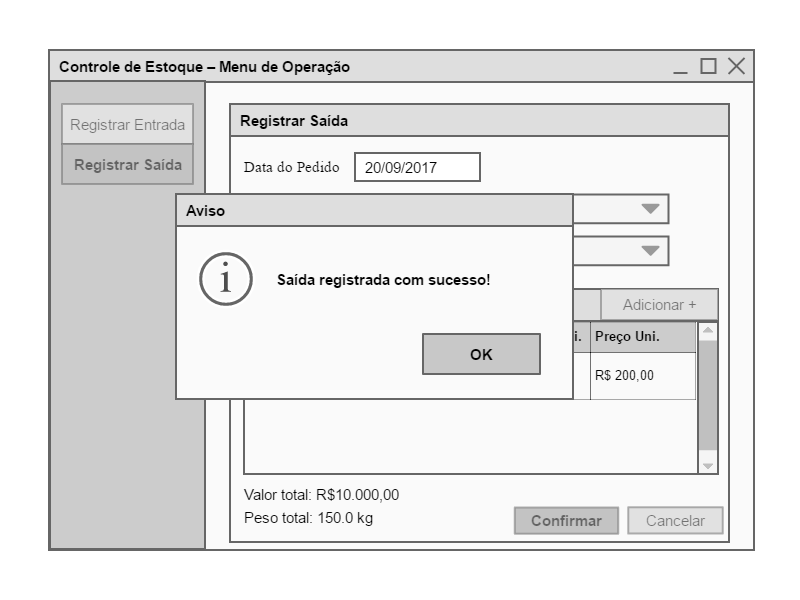 Controle de Estoque – Menu de Operação
Registrar Entrada
Registrar Saída
Registrar Saída
Data do Pedido 20/09/2017
Aviso
i
Saída registrada com sucesso!
OK
Adicionar +
i. Preço Uni.
R$ 200,00
Valor total: R$10.000,00
Peso total: 150.0 kg
Confirmar Cancelar